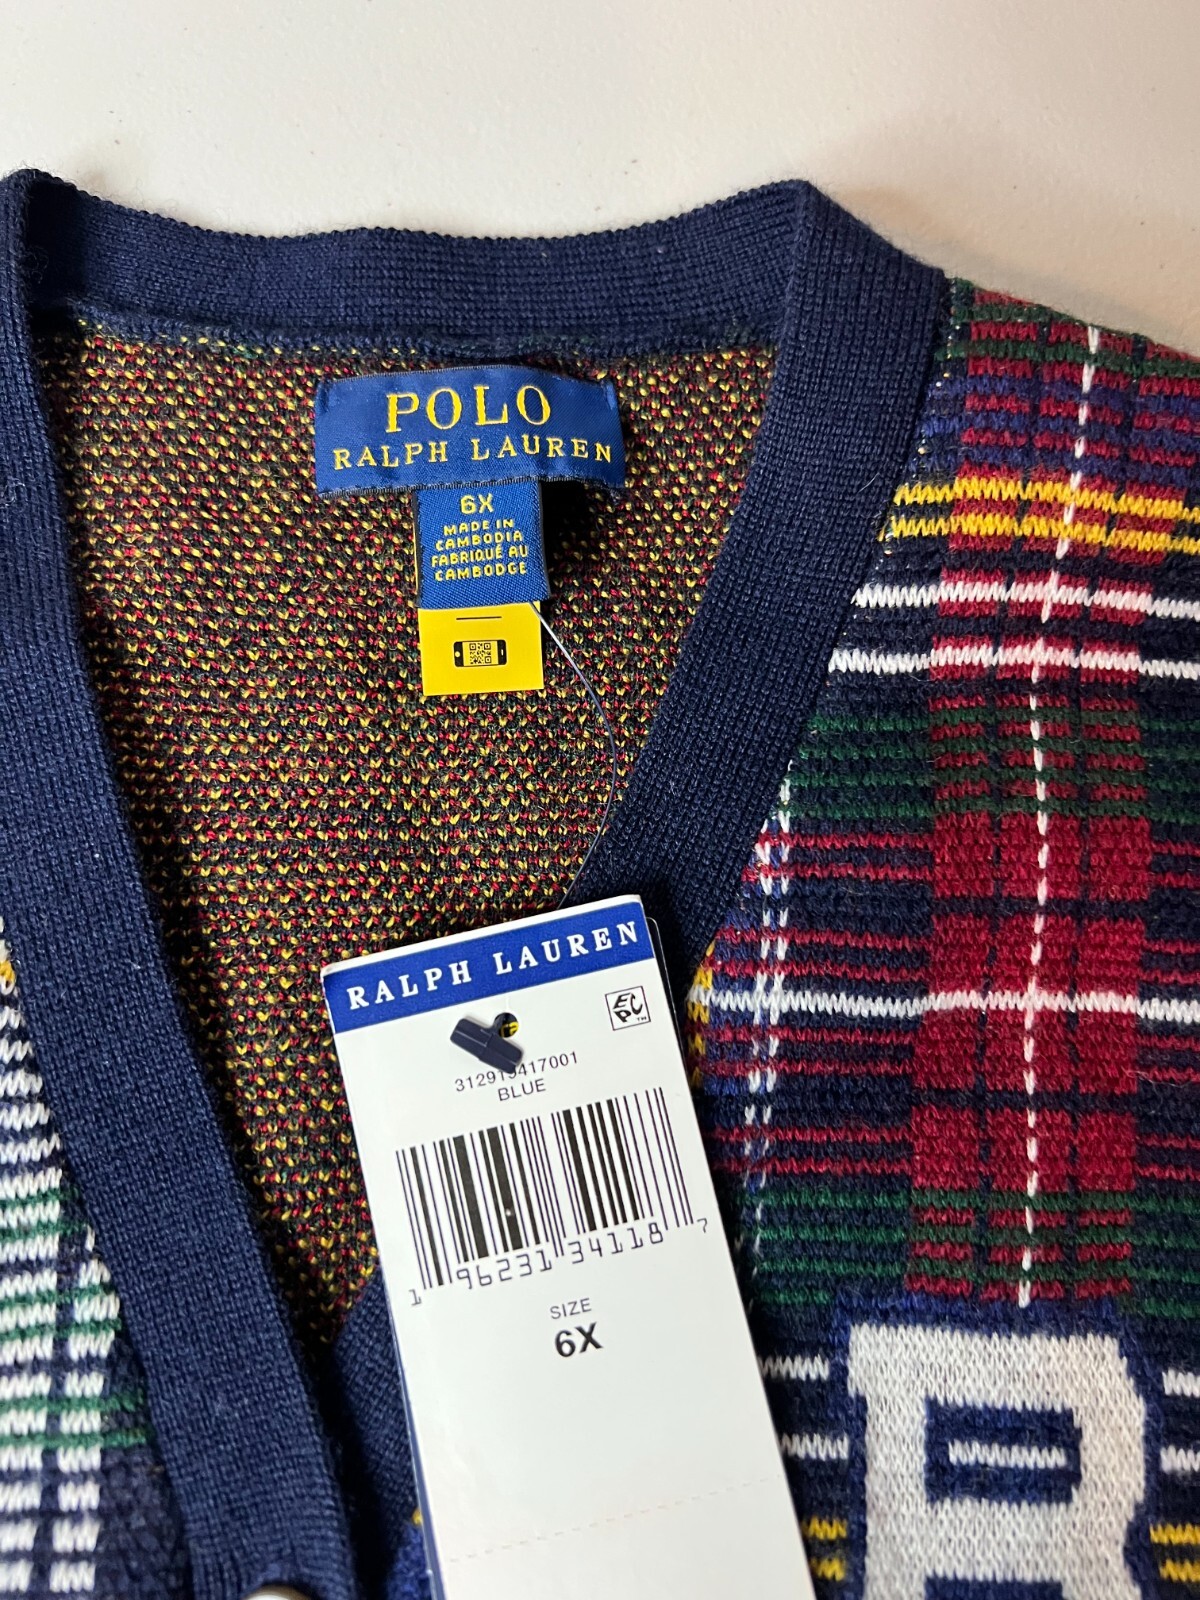 POLO
RALPH LAUREN
6X
MADE IN
CAMBODIA
FABRIQUÉ AU
CAMBODGE
RALPH LAUREN
EPC™
BLUE
1 96231 34118 7
SIZE
6X
R